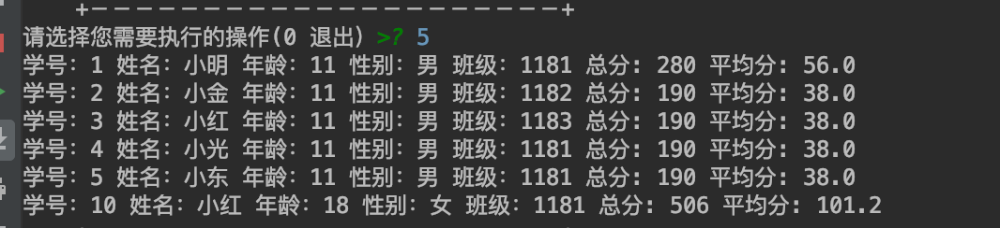 +－－－－－－－－－－－－－－－－－－－－－－－+
请选择您需要执行的操作(0 退出) >? 5
学号：1 姓名：小明 年龄：11 性别：男 班级：1181 总分：280 平均分：56.0
学号：2 姓名：小金 年龄：11 性别：男 班级：1182 总分：190 平均分：38.0
学号：3 姓名：小红 年龄：11 性别：男 班级：1183 总分：190 平均分：38.0
学号：4 姓名：小光 年龄：11 性别：男 班级：1181 总分：190 平均分：38.0
学号：5 姓名：小东 年龄：11 性别：男 班级：1181 总分：190 平均分：38.0
学号：10 姓名：小红 年龄：18 性别：女 班级：1181 总分：506 平均分：101.2